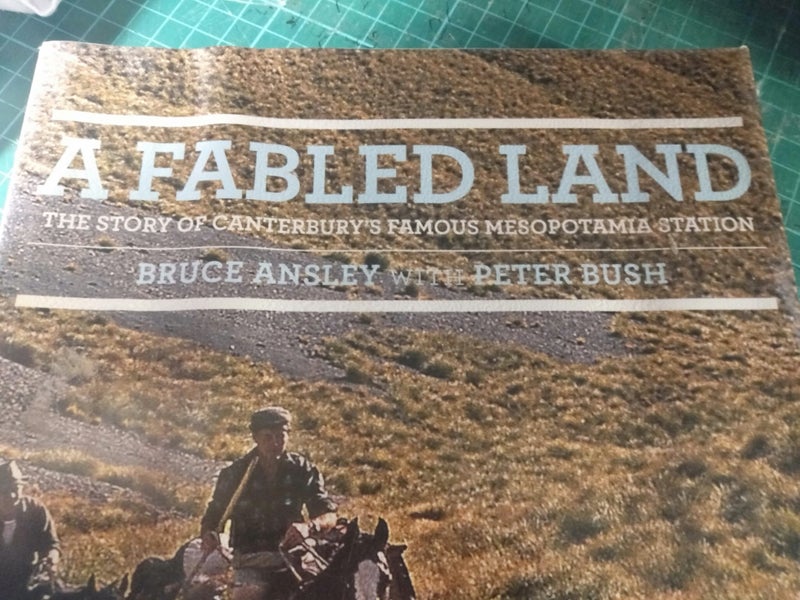 A FABLED LAND
THE STORY OF CANTERBURY'S FAMOUS MESOPOTAMIA STATION
BRUCE ANSLEY WITH PETER BUSH